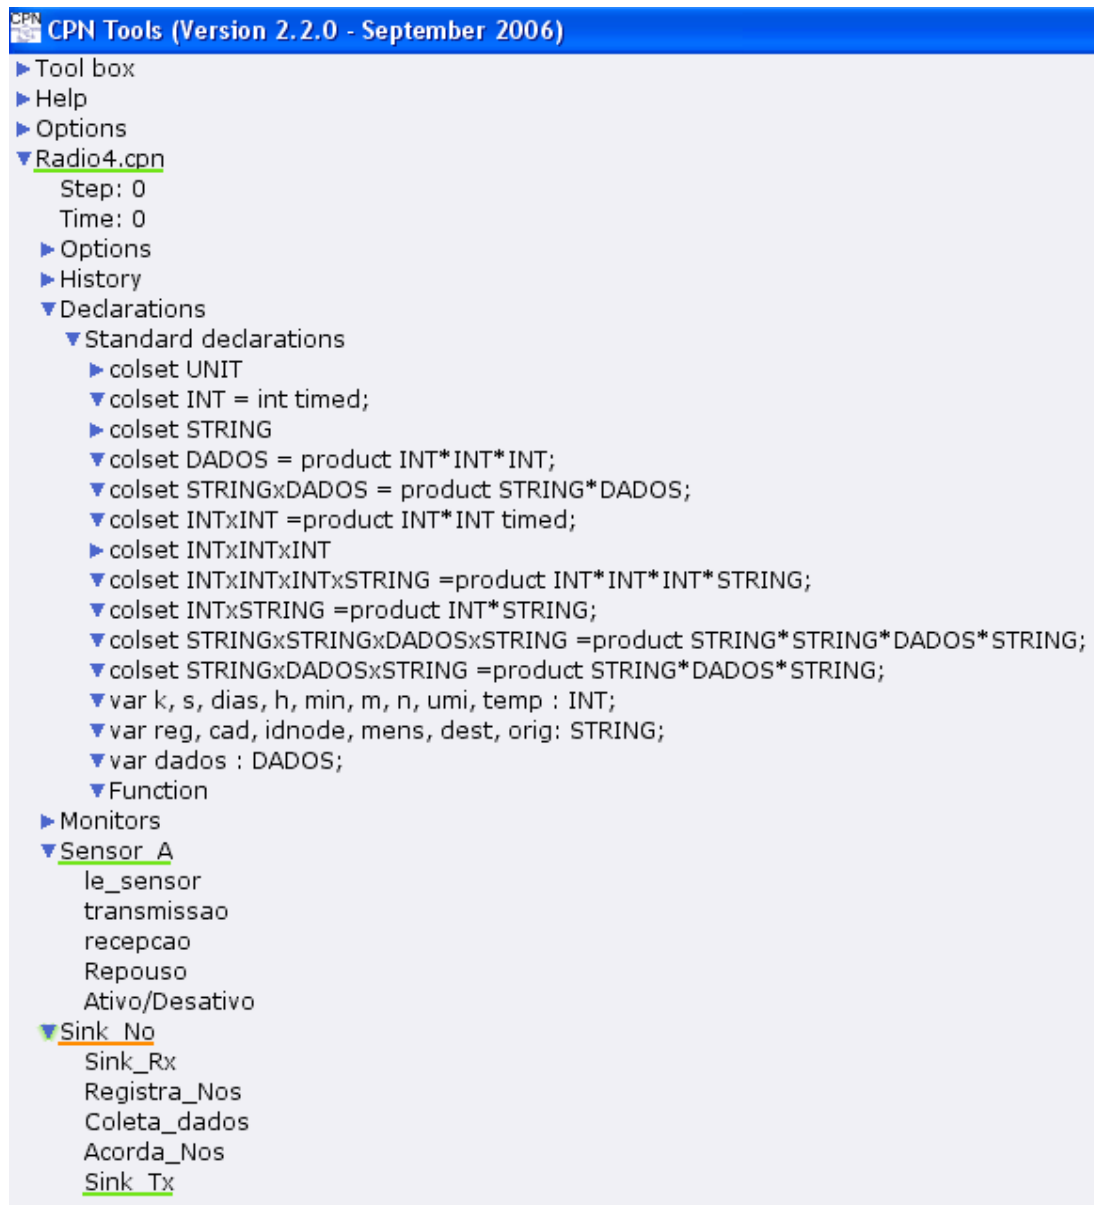 CPN Tools (Version 2.2.0 - September 2006)
Tool box
Help
Options
Radio4.cpn
Step: 0
Time: 0
Options
History
Declarations
Standard declarations
colset UNIT
colset INT = int timed;
colset STRING
colset DADOS = product INT*INT*INT;
colset STRINGxDADOS = product STRING*DADOS;
colset INTxINT =product INT*INT timed;
colset INTxINTxINT
colset INTxINTxINTxSTRING =product INT*INT*INT*STRING;
colset INTxSTRING =product INT*STRING;
colset STRINGxSTRINGxDADOSxSTRING =product STRING*STRING*DADOS*STRING;
colset STRINGxDADOSxSTRING =product STRING*DADOS*STRING;
var k, s, dias, h, min, m, n, umi, temp : INT;
var reg, cad, idnode, mens, dest, orig: STRING;
var dados : DADOS;
Function
Monitors
Sensor_A
le_sensor
transmissao
recepcao
Repouso
Ativo/Desativo
Sink_No
Sink_Rx
Registra_Nos
Coleta_dados
Acorda_Nos
Sink_Tx